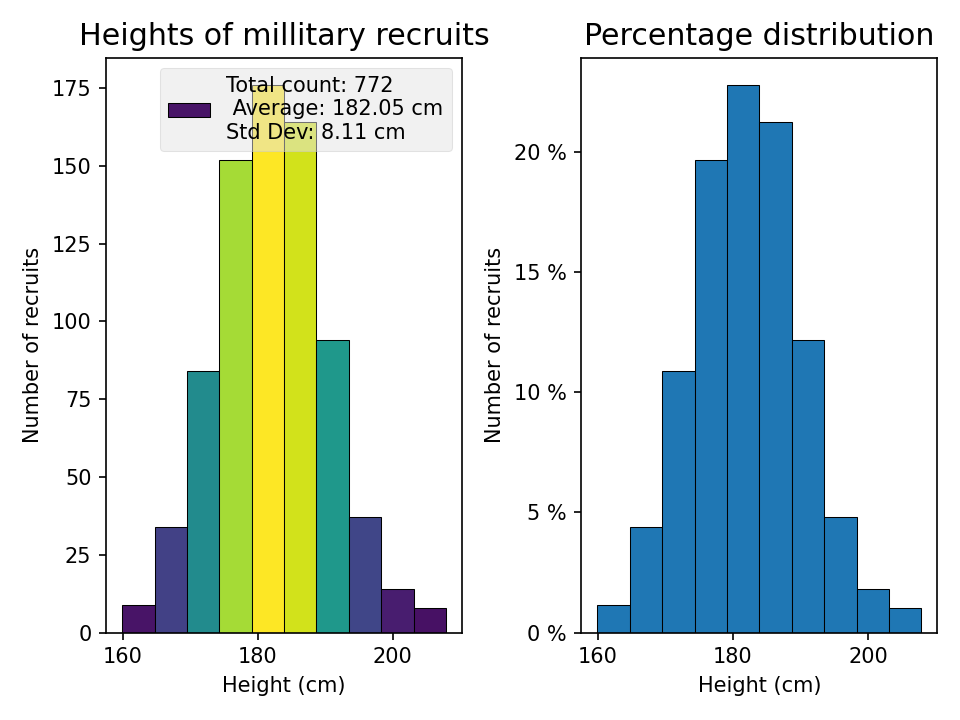 Heights of millitary recruits
Total count: 772
Average: 182.05 cm
Std Dev: 8.11 cm
175
150
125
100
75
50
25
0
Number of recruits
160 180 200
Height (cm)
Percentage distribution
20 %
15 %
10 %
5 %
0 %
Number of recruits
160 180 200
Height (cm)